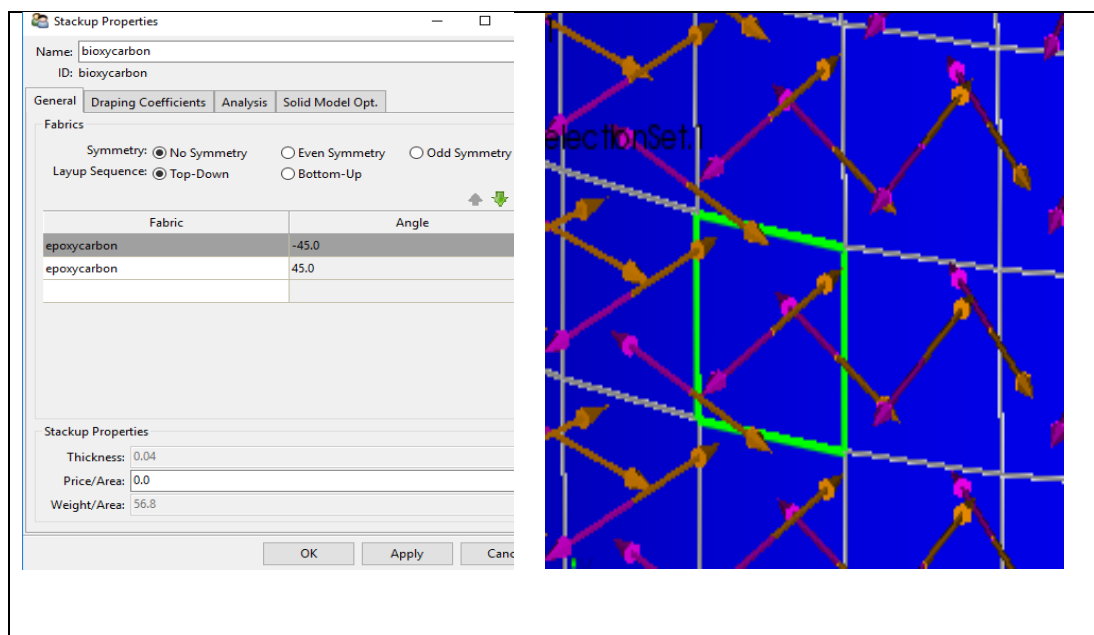 Stackup Properties
Name: bioxycarbon
ID: bioxycarbon
General Draping Coefficients Analysis Solid Model Opt.
Fabrics
Symmetry: No Symmetry Even Symmetry Odd Symmetry
Layup Sequence: Top-Down Bottom-Up
Fabric Angle
epoxycarbon -45.0
epoxycarbon 45.0
Stackup Properties
Thickness: 0.04
Price/Area: 0.0
Weight/Area: 56.8
OK Apply Canc
electionSet.1